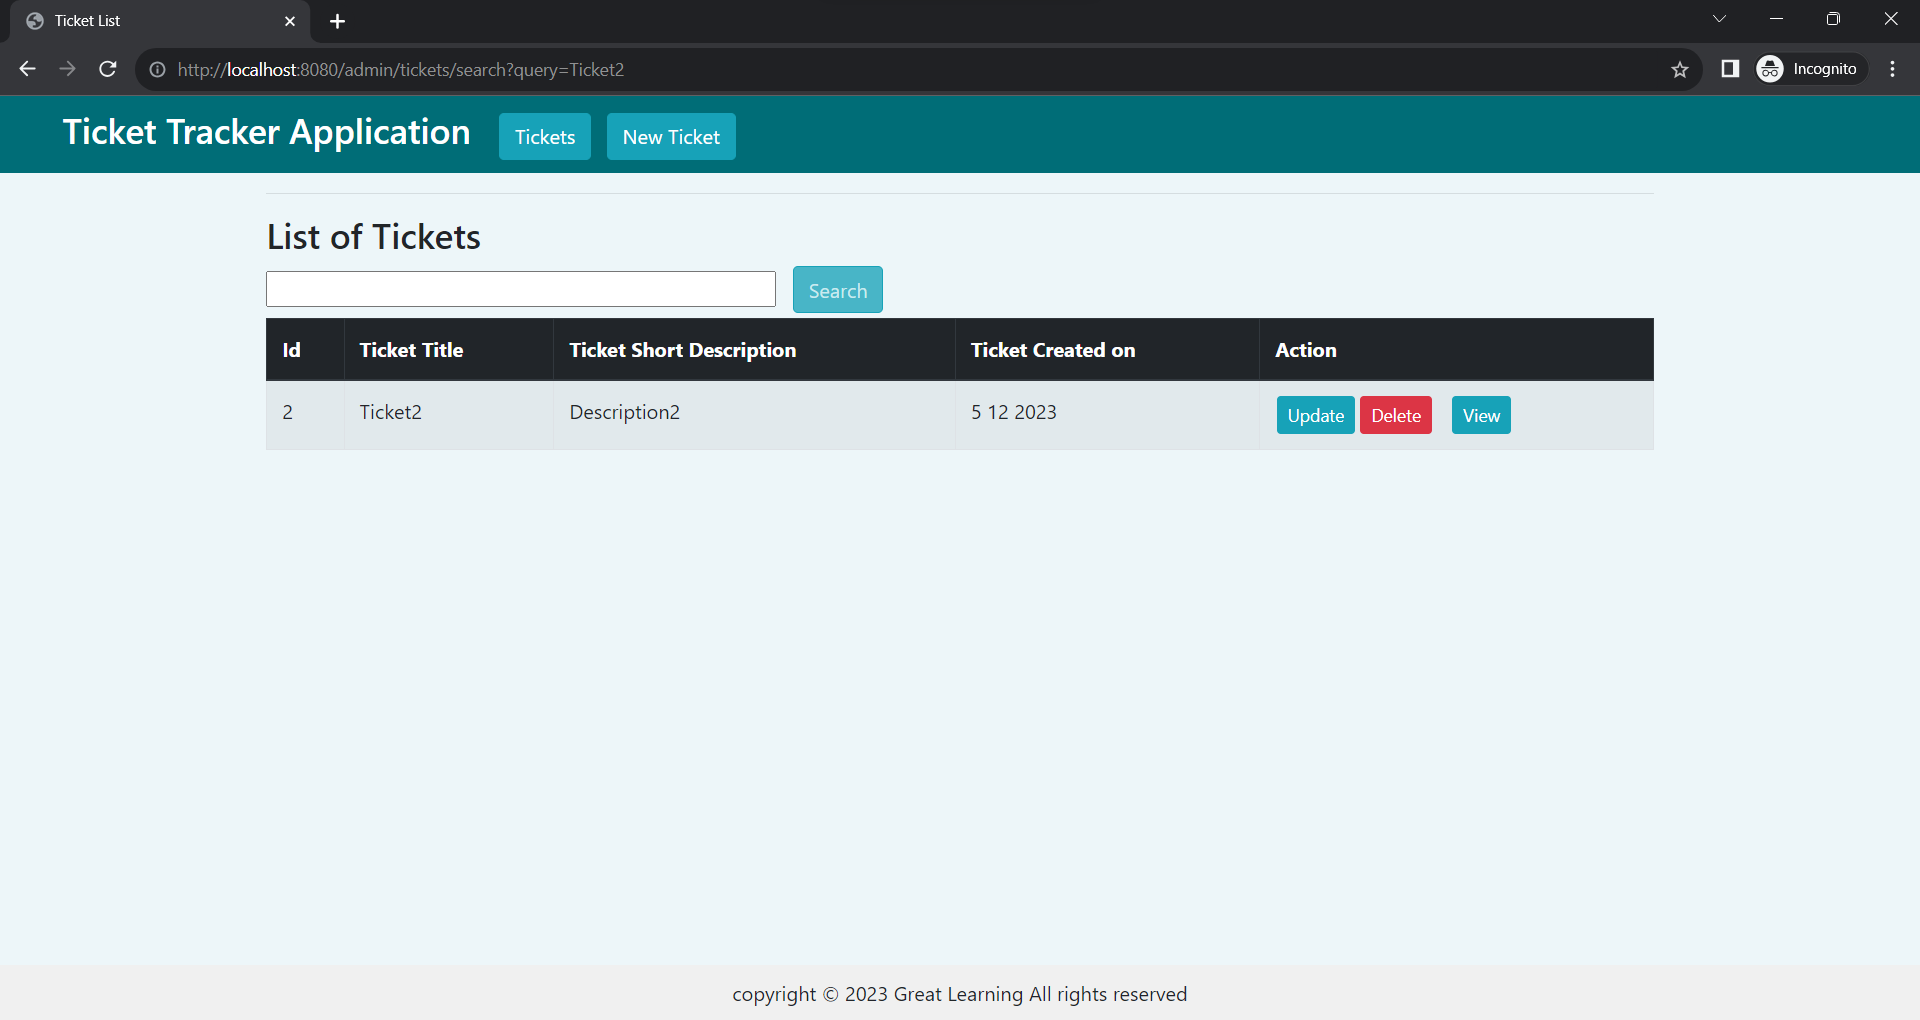 Ticket List
http://localhost:8080/admin/tickets/search?query=Ticket2
Incognito
Ticket Tracker Application Tickets New Ticket
List of Tickets
Search
Id Ticket Title Ticket Short Description Ticket Created on Action
2 Ticket2 Description2 5 12 2023 Update Delete View
copyright © 2023 Great Learning All rights reserved